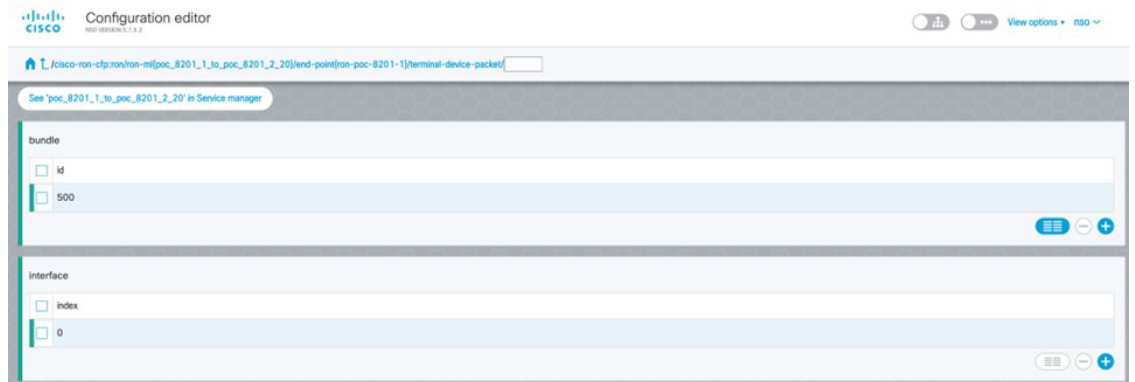 CISCO
Configuration editor
NSO VERSION:5.7.6.2
View options
nso
/cisco-ron-cfp:ron/ron-ml{poc_8201_1_to_poc_8201_2_20}/end-point{ron-poc-8201-1}/terminal-device-packet/
See 'poc_8201_1_to_poc_8201_2_20' in Service manager
bundle
id
500
interface
index
0